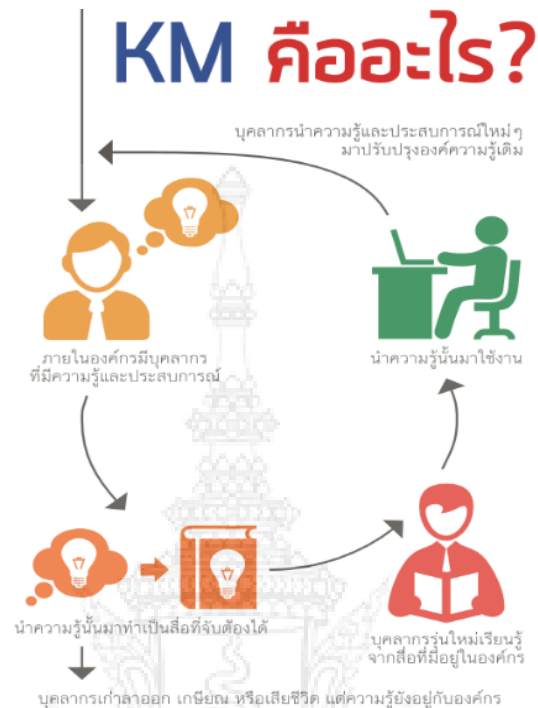 KM คืออะไร?
บุคลากรนำความรู้และประสบการณ์ใหม่ๆ
มาปรับปรุงองค์ความรู้เดิม
ภายในองค์กรมีบุคลากร
ที่มีความรู้และประสบการณ์
นำความรู้นั้นมาใช้งาน
นำความรู้นั้นมาทำเป็นสื่อที่จับต้องได้
บุคลากรรุ่นใหม่เรียนรู้
จากสื่อที่มีอยู่ในองค์กร
บุคลากรเก่าลาออก เกษียณ หรือเสียชีวิต แต่ความรู้ยังอยู่กับองค์กร